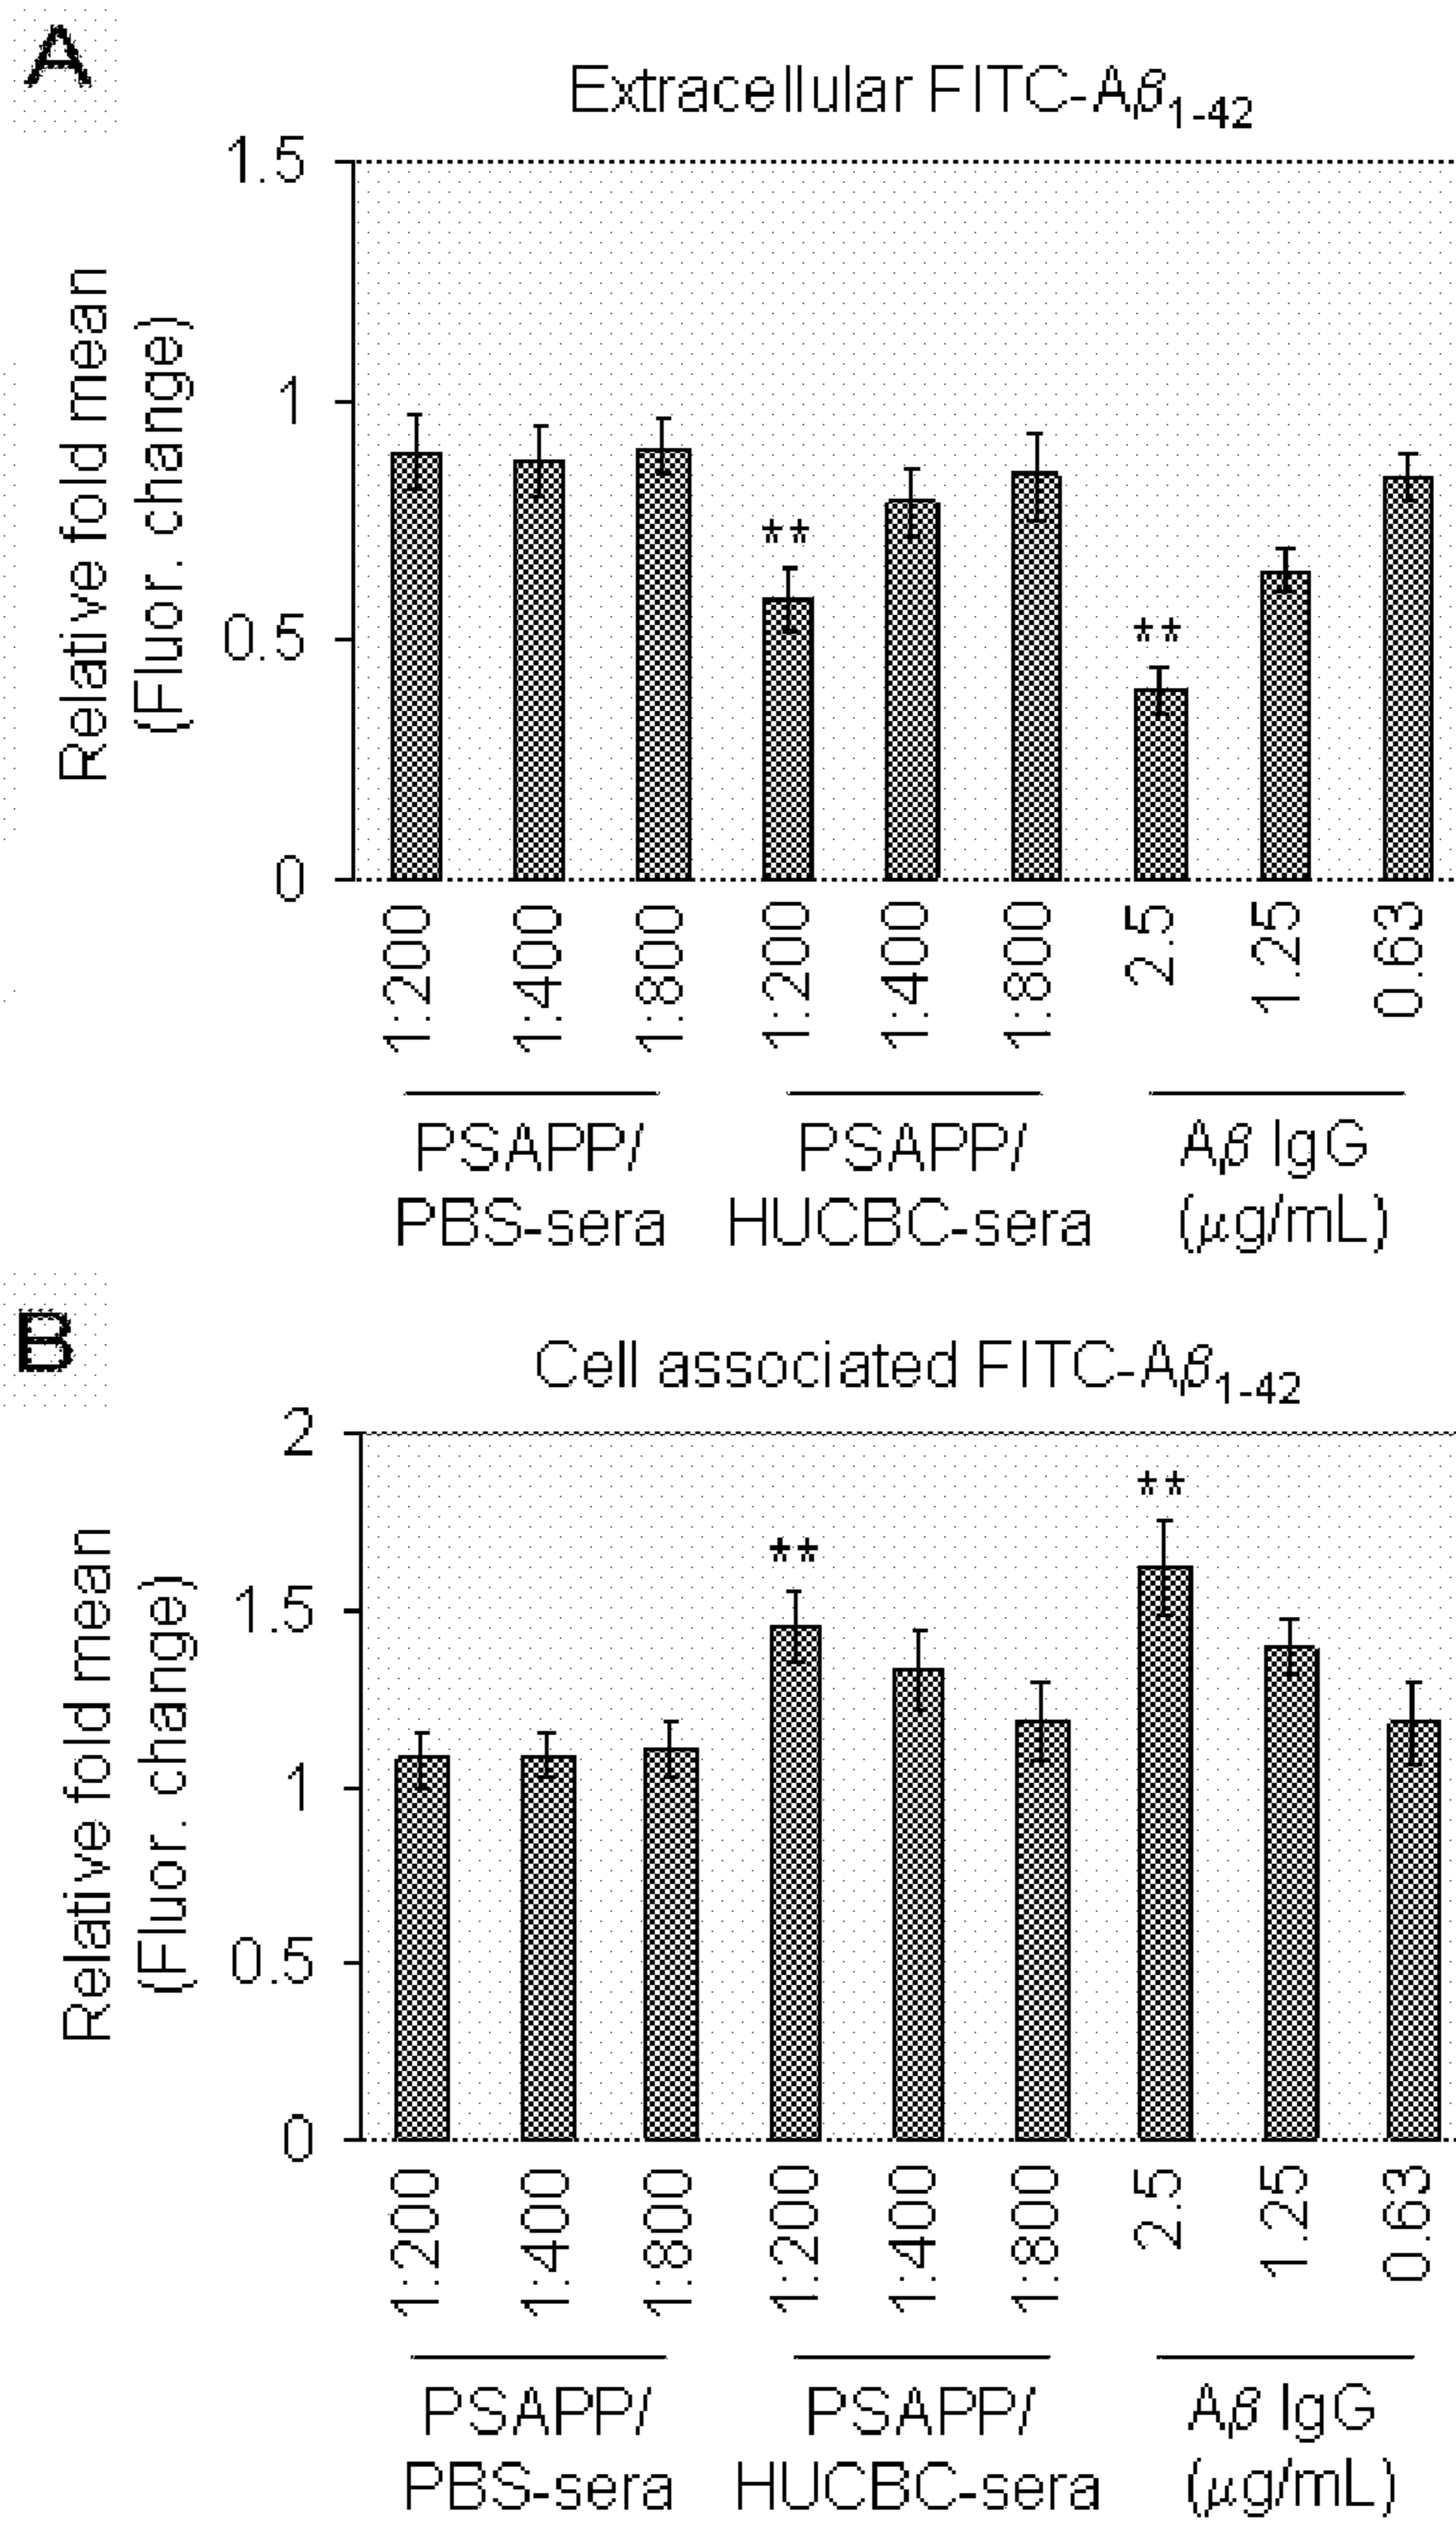 A
Extracellular FITC-Aβ1-42
Relative fold mean
(Fluor. change)
1.5
1
0.5
0
1:200 1:400 1:800 1:200 1:400 1:800 2.5 1.25 0.63
** **
PSAPP/ PSAPP/ Aβ IgG
PBS-sera HUCBC-sera (μg/mL)
B
Cell associated FITC-Aβ1-42
Relative fold mean
(Fluor. change)
2
1.5
1
0.5
0
** **
1:200 1:400 1:800 1:200 1:400 1:800 2.5 1.25 0.63
PSAPP/ PSAPP/ Aβ IgG
PBS-sera HUCBC-sera (μg/mL)